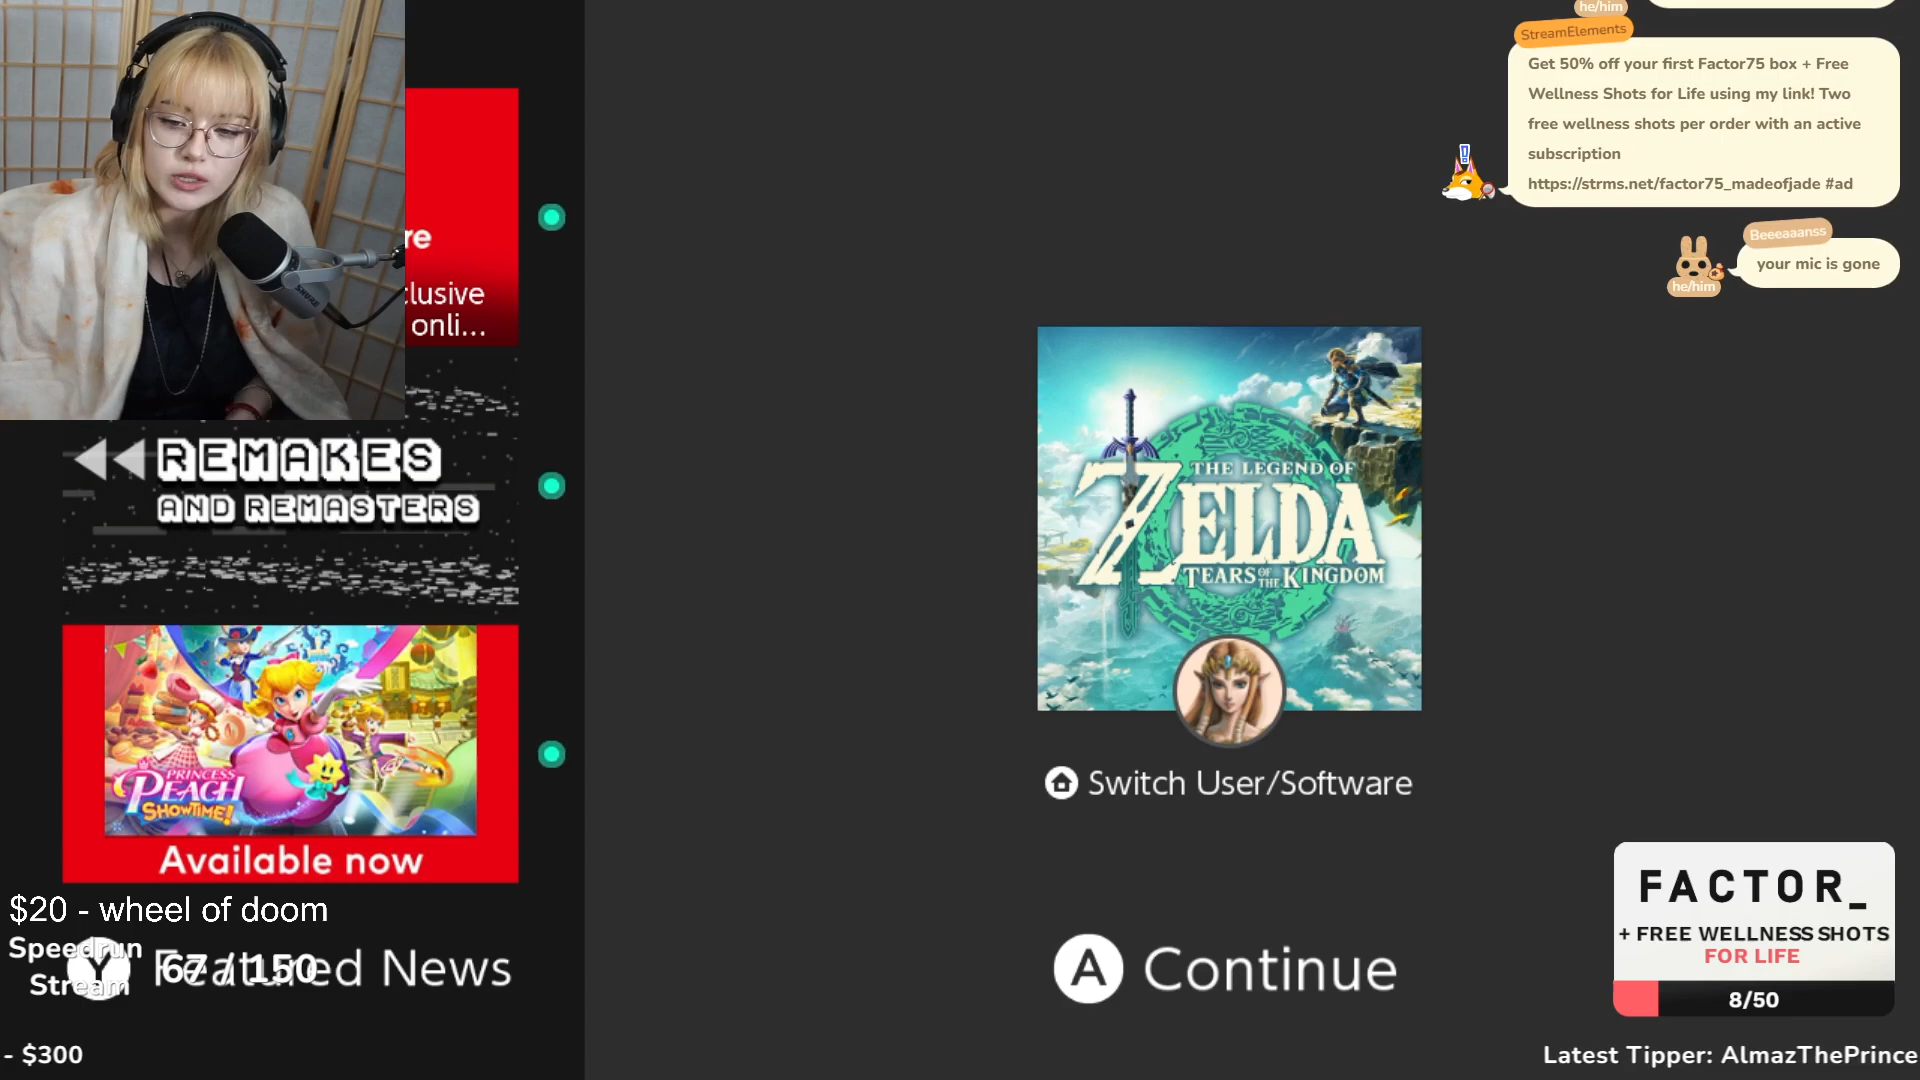 he/him
StreamElements
Get 50% off your first Factor75 box + Free
Wellness Shots for Life using my link! Two
free wellness shots per order with an active
subscription
https://strms.net/factor75_madeofjade #ad
Beeeaaanss
your mic is gone
he/him
re
clusive
onli...
SHURE
REMAKES
AND REMASTERS
PRINCESS
PEACH
SHOWTIME!
Available now
THE LEGEND OF
ZELDA
TEARS OF THE KINGDOM
Switch User/Software
$20 - wheel of doom
Speedrun
Stream
67 / 150
Y Featured News
- $300
A Continue
FACTOR_
+ FREE WELLNESS SHOTS
FOR LIFE
8/50
Latest Tipper: AlmazThePrince